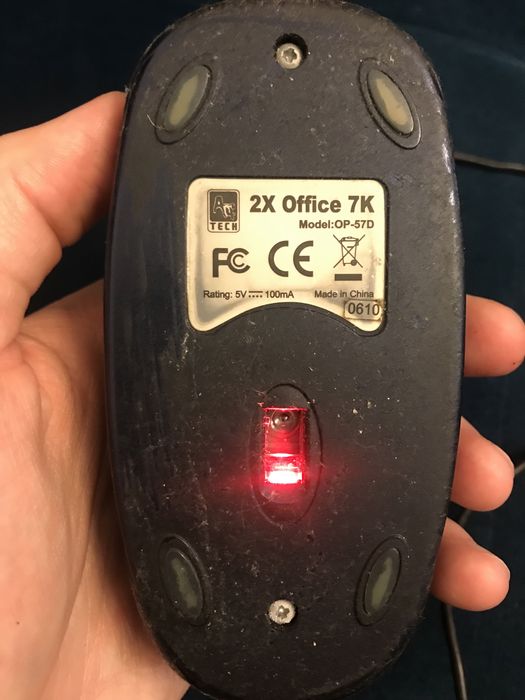 A4 TECH
2X Office 7K
Model:OP-57D
FC CE
Rating: 5V 100mA Made in China
0610